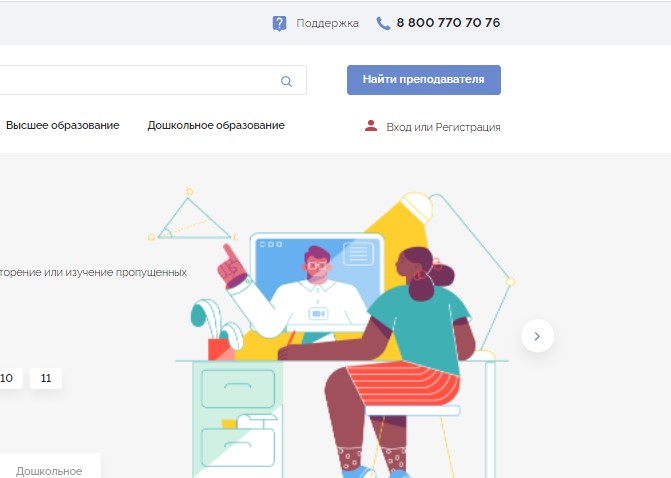 Поддержка 8 800 770 70 76
Найти преподавателя
Высшее образование Дошкольное образование Вход или Регистрация
торение или изучение пропущенных
10 11
Дошкольное